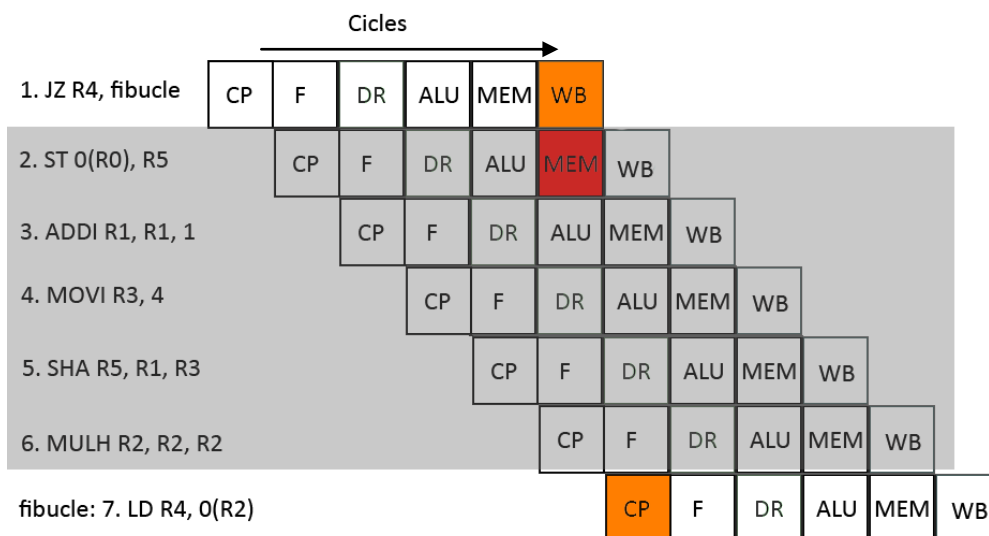 Cicles
1. JZ R4, fibucle CP F DR ALU MEM WB
2. ST 0(R0), R5 CP F DR ALU MEM WB
3. ADDI R1, R1, 1 CP F DR ALU MEM WB
4. MOVI R3, 4 CP F DR ALU MEM WB
5. SHA R5, R1, R3 CP F DR ALU MEM WB
6. MULH R2, R2, R2 CP F DR ALU MEM WB
fibucle: 7. LD R4, 0(R2) CP F DR ALU MEM WB